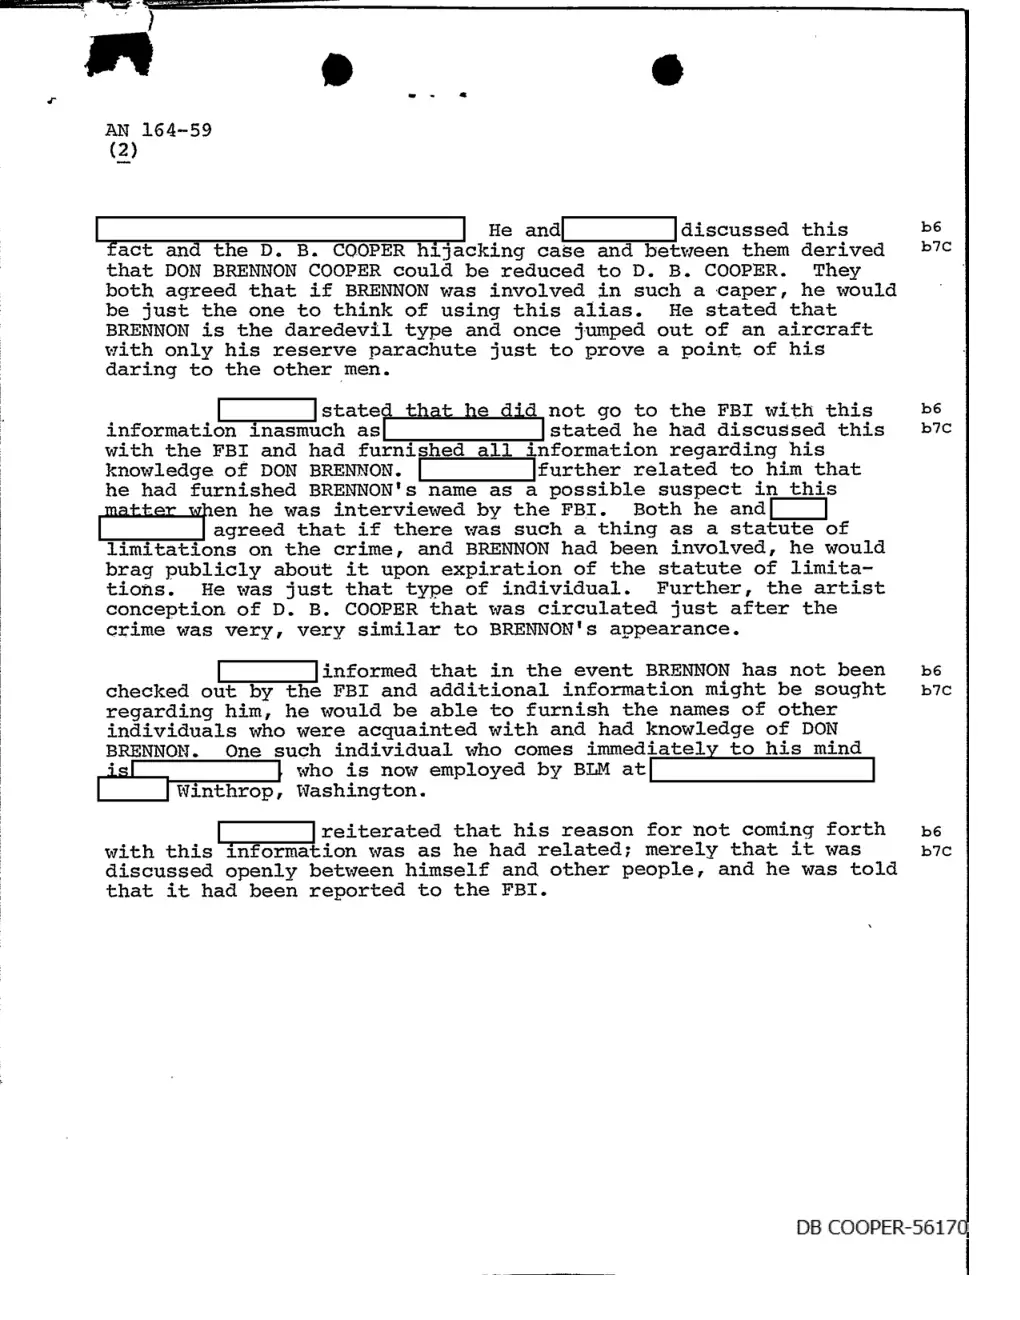 AN 164-59
(2)
He and discussed this b6
fact and the D. B. COOPER hijacking case and between them derived b7C
that DON BRENNON COOPER could be reduced to D. B. COOPER. They
both agreed that if BRENNON was involved in such a caper, he would
be just the one to think of using this alias. He stated that
BRENNON is the daredevil type and once jumped out of an aircraft
with only his reserve parachute just to prove a point of his
daring to the other men.
stated that he did not go to the FBI with this b6
information inasmuch as stated he had discussed this b7C
with the FBI and had furnished all information regarding his
knowledge of DON BRENNON. further related to him that
he had furnished BRENNON's name as a possible suspect in this
matter when he was interviewed by the FBI. Both he and
agreed that if there was such a thing as a statute of
limitations on the crime, and BRENNON had been involved, he would
brag publicly about it upon expiration of the statute of limita-
tions. He was just that type of individual. Further, the artist
conception of D. B. COOPER that was circulated just after the
crime was very, very similar to BRENNON's appearance.
informed that in the event BRENNON has not been b6
checked out by the FBI and additional information might be sought b7C
regarding him, he would be able to furnish the names of other
individuals who were acquainted with and had knowledge of DON
BRENNON. One such individual who comes immediately to his mind
is , who is now employed by BLM at
Winthrop, Washington.
reiterated that his reason for not coming forth b6
with this information was as he had related; merely that it was b7C
discussed openly between himself and other people, and he was told
that it had been reported to the FBI.
DB COOPER-56170